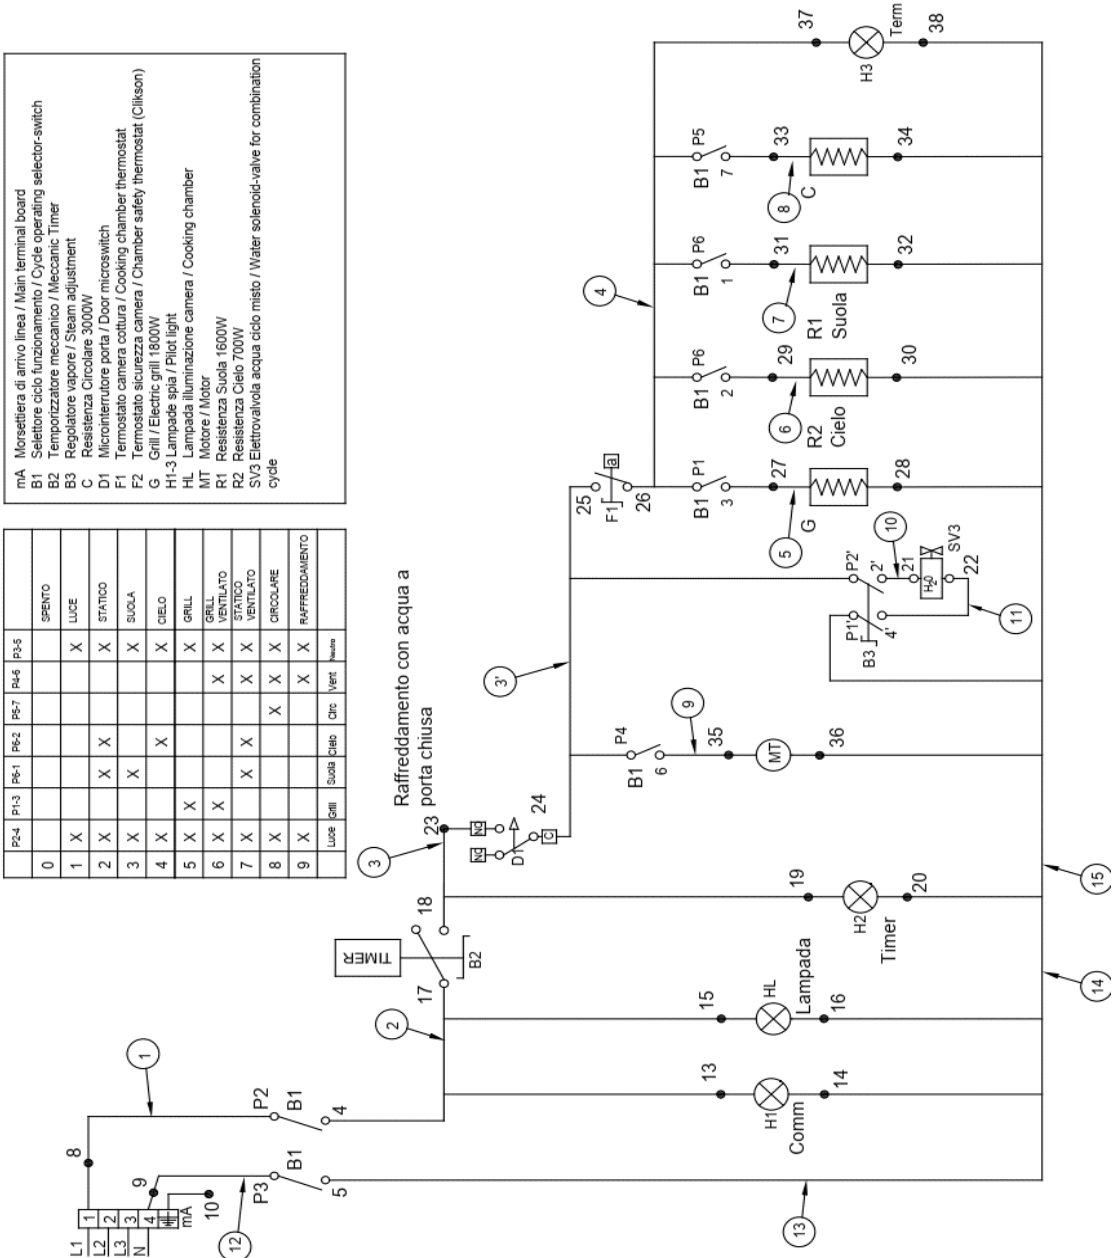 mA Morsettiera di arrivo linea / Main terminal board
B1 Selettore ciclo funzionamento / Cycle operating selector-switch
B2 Temporizzatore meccanico / Meccanic Timer
B3 Regolatore vapore / Steam adjustment
C Resistenza Circolare 3000W
D1 Microinterrutore porta / Door microswitch
F1 Termostato camera cottura / Cooking chamber thermostat
F2 Termostato sicurezza camera / Chamber safety thermostat (Clikson)
G Grill / Electric grill 1800W
H1-3 Lampade spia / Pilot light
HL Lampada illuminazione camera / Cooking chamber
MT Motore / Motor
R1 Resistenza Suola 1600W
R2 Resistenza Cielo 700W
SV3 Elettrovalvola acqua ciclo misto / Water solenoid-valve for combination
cycle
P2-4 P1-3 P6-1 P6-2 P5-7 P4-6 P3-5
0 SPENTO
1 X X LUCE
2 X X X X STATICO
3 X X X SUOLA
4 X X X CIELO
5 X X X GRILL
6 X X X X GRILL VENTILATO
7 X X X X X STATICO VENTILATO
8 X X X X CIRCOLARE
9 X X X RAFFREDDAMENTO
Luce Grill Suola Cielo Circ Vent Neutro
Raffreddamento con acqua a
porta chiusa
L1
L2
L3
N
1
2
3
4
mA
8
9
10
1
12
P2
B1
4
P3
B1
5
13
2
17
18
TIMER
B2
3
23
NC
NO
D1
C
24
13
H1
14
Comm
15
HL
16
Lampada
19
H2
20
Timer
14
15
P4
B1
6
9
35
MT
36
3'
P2'
2'
10
21
H20
SV3
22
11
P1'
4'
B3
25
F1
a
26
4
P1
B1
3
27
5
G
28
P6
B1
2
29
6
R2
Cielo
30
P6
B1
1
31
7
R1
Suola
32
P5
B1
7
33
8
C
34
37
H3
Term
38